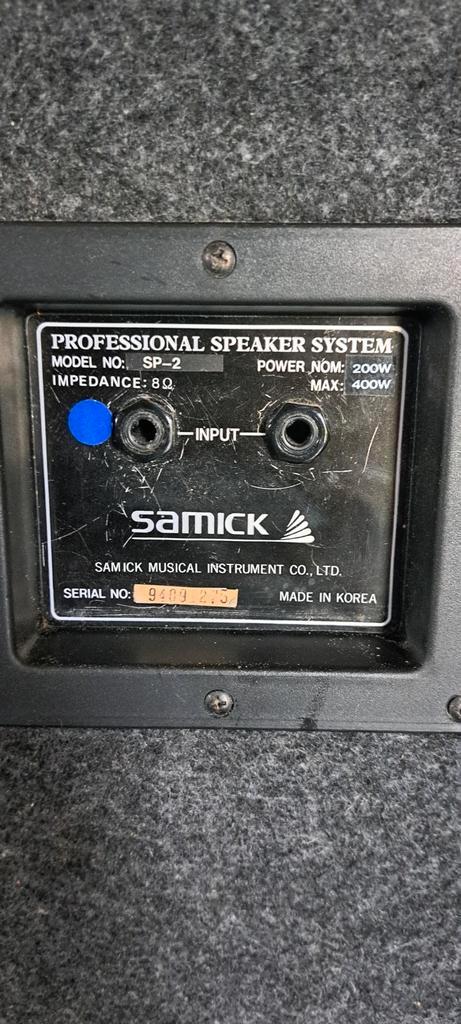 PROFESSIONAL SPEAKER SYSTEM
MODEL NO: SP-2 POWER NOM: 200W
IMPEDANCE: 8Ω MAX: 400W
INPUT
SAMICK
SAMICK MUSICAL INSTRUMENT CO., LTD.
SERIAL NO: MADE IN KOREA